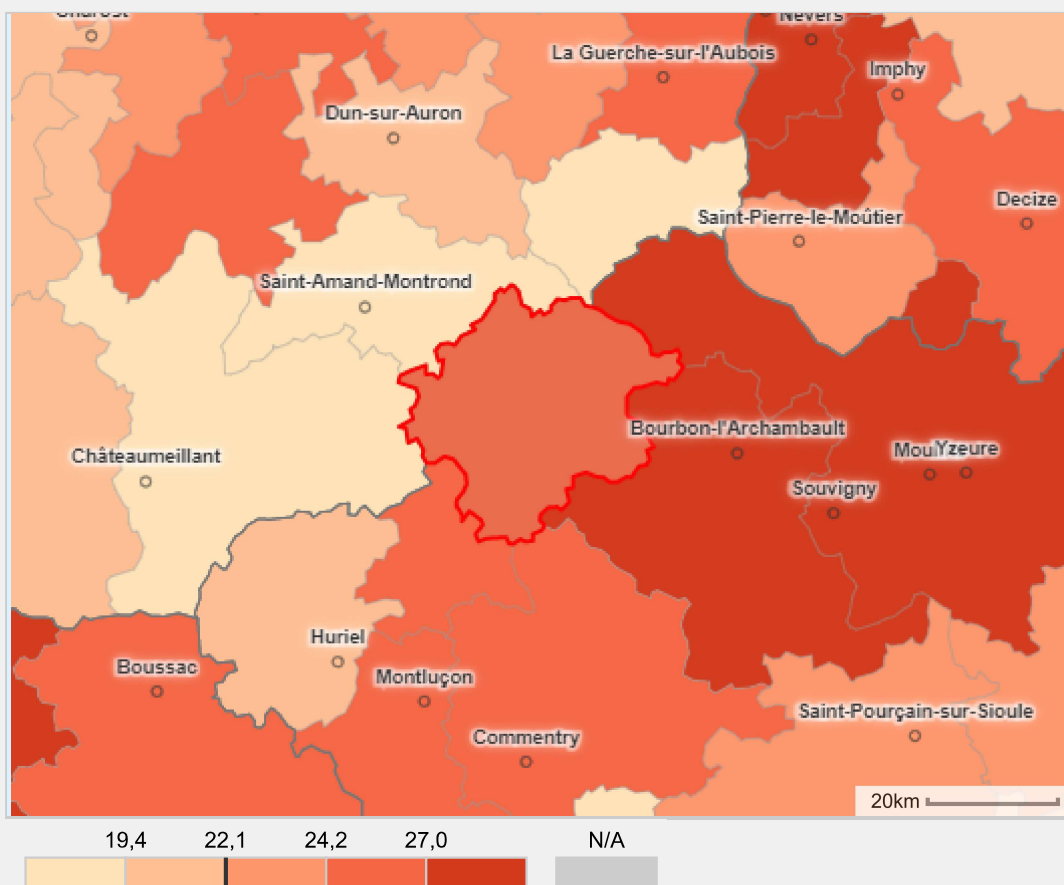 Nevers
La Guerche-sur-l'Aubois
Imphy
Dun-sur-Auron
Decize
Saint-Pierre-le-Moûtier
Saint-Amand-Montrond
Bourbon-l'Archambault
Yzeure
Châteaumeillant
Souvigny
Huriel
Boussac
Montluçon
Saint-Pourçain-sur-Sioule
Commentry
20km
19,4 22,1 24,2 27,0 N/A